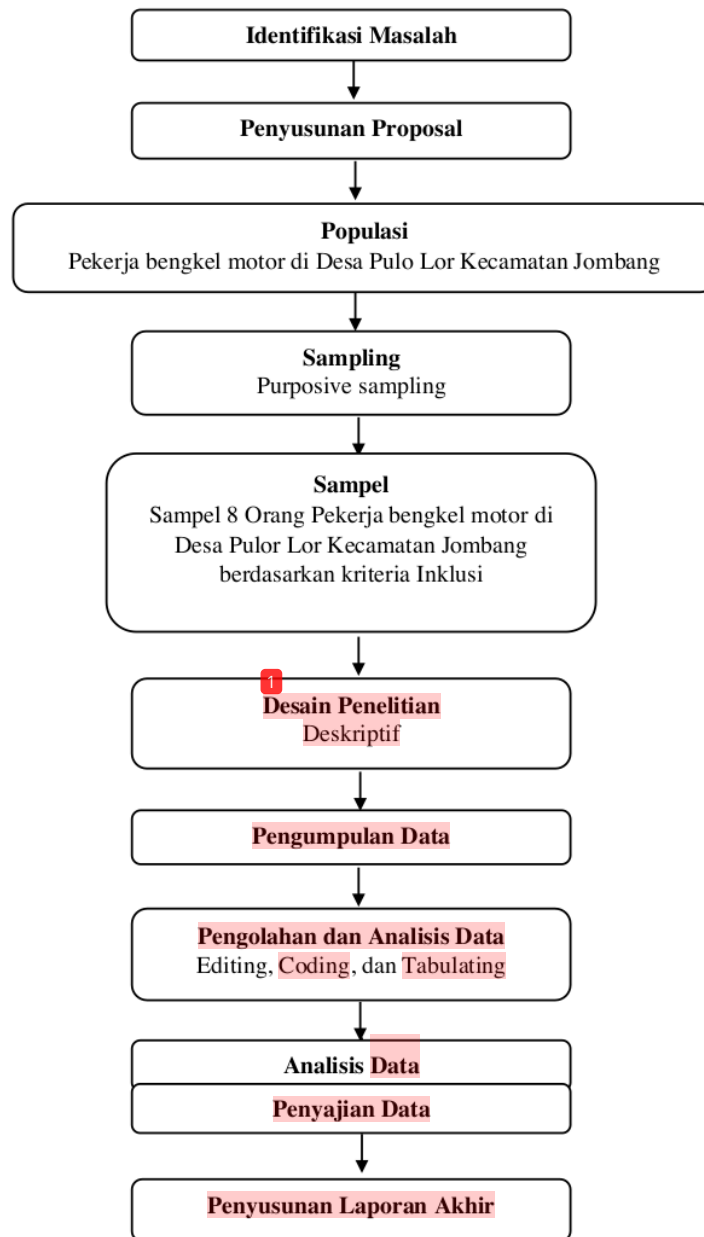 Identifikasi Masalah
Penyusunan Proposal
Populasi
Pekerja bengkel motor di Desa Pulo Lor Kecamatan Jombang
Sampling
Purposive sampling
Sampel
Sampel 8 Orang Pekerja bengkel motor di
Desa Pulor Lor Kecamatan Jombang
berdasarkan kriteria Inklusi
1
Desain Penelitian
Deskriptif
Pengumpulan Data
Pengolahan dan Analisis Data
Editing, Coding, dan Tabulating
Analisis Data
Penyajian Data
Penyusunan Laporan Akhir